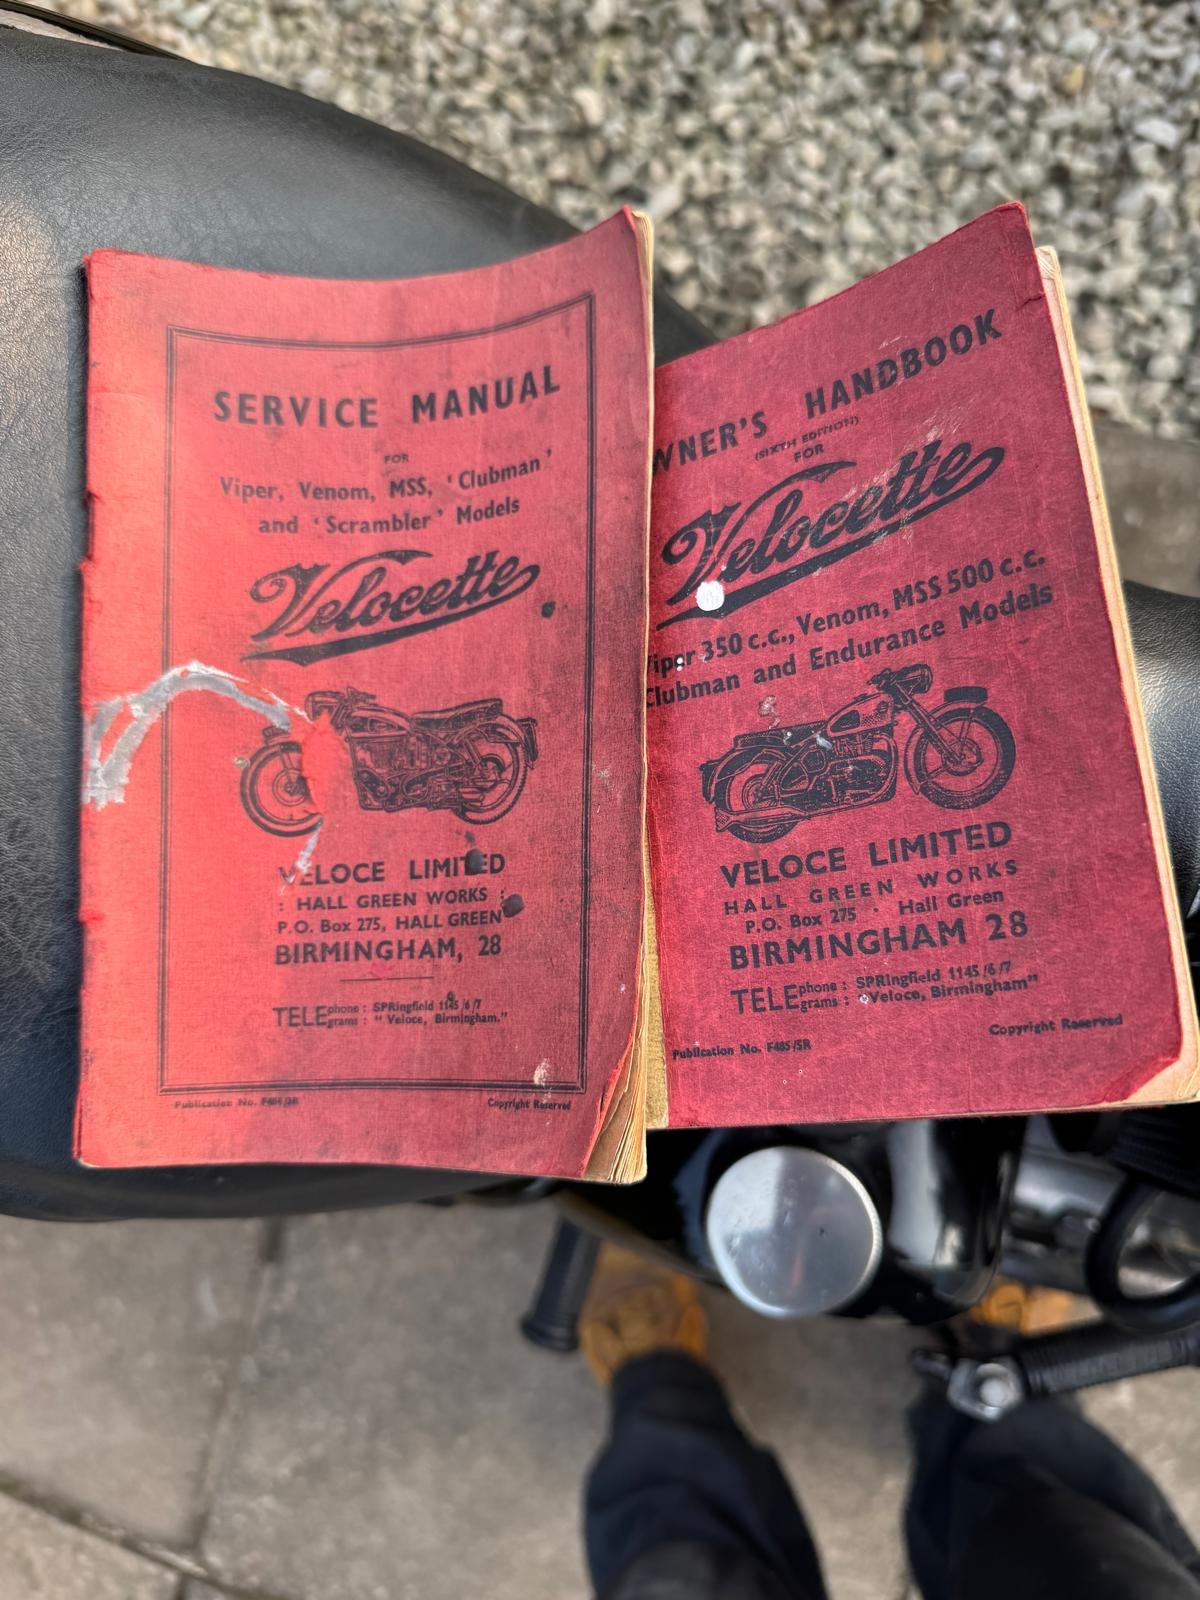 SERVICE MANUAL
FOR
Viper, Venom, MSS, 'Clubman'
and 'Scrambler' Models
Velocette
VELOCE LIMITED
: HALL GREEN WORKS :
P.O. Box 275, HALL GREEN
BIRMINGHAM, 28
TELEphone : SPRingfield 1145/6/7
TELEgrams : "Veloce, Birmingham."
Publication No.
Copyright Reserved
WNER'S HANDBOOK
(SIXTH EDITION)
FOR
Velocette
Viper 350 c.c., Venom, MSS 500 c.c.
Clubman and Endurance Models
VELOCE LIMITED
HALL GREEN WORKS
P.O. Box 275 · Hall Green
BIRMINGHAM 28
TELEphone : SPRingfield 1145/6/7
TELEgrams : "Veloce, Birmingham"
Copyright Reserved
Publication No. F485/5R